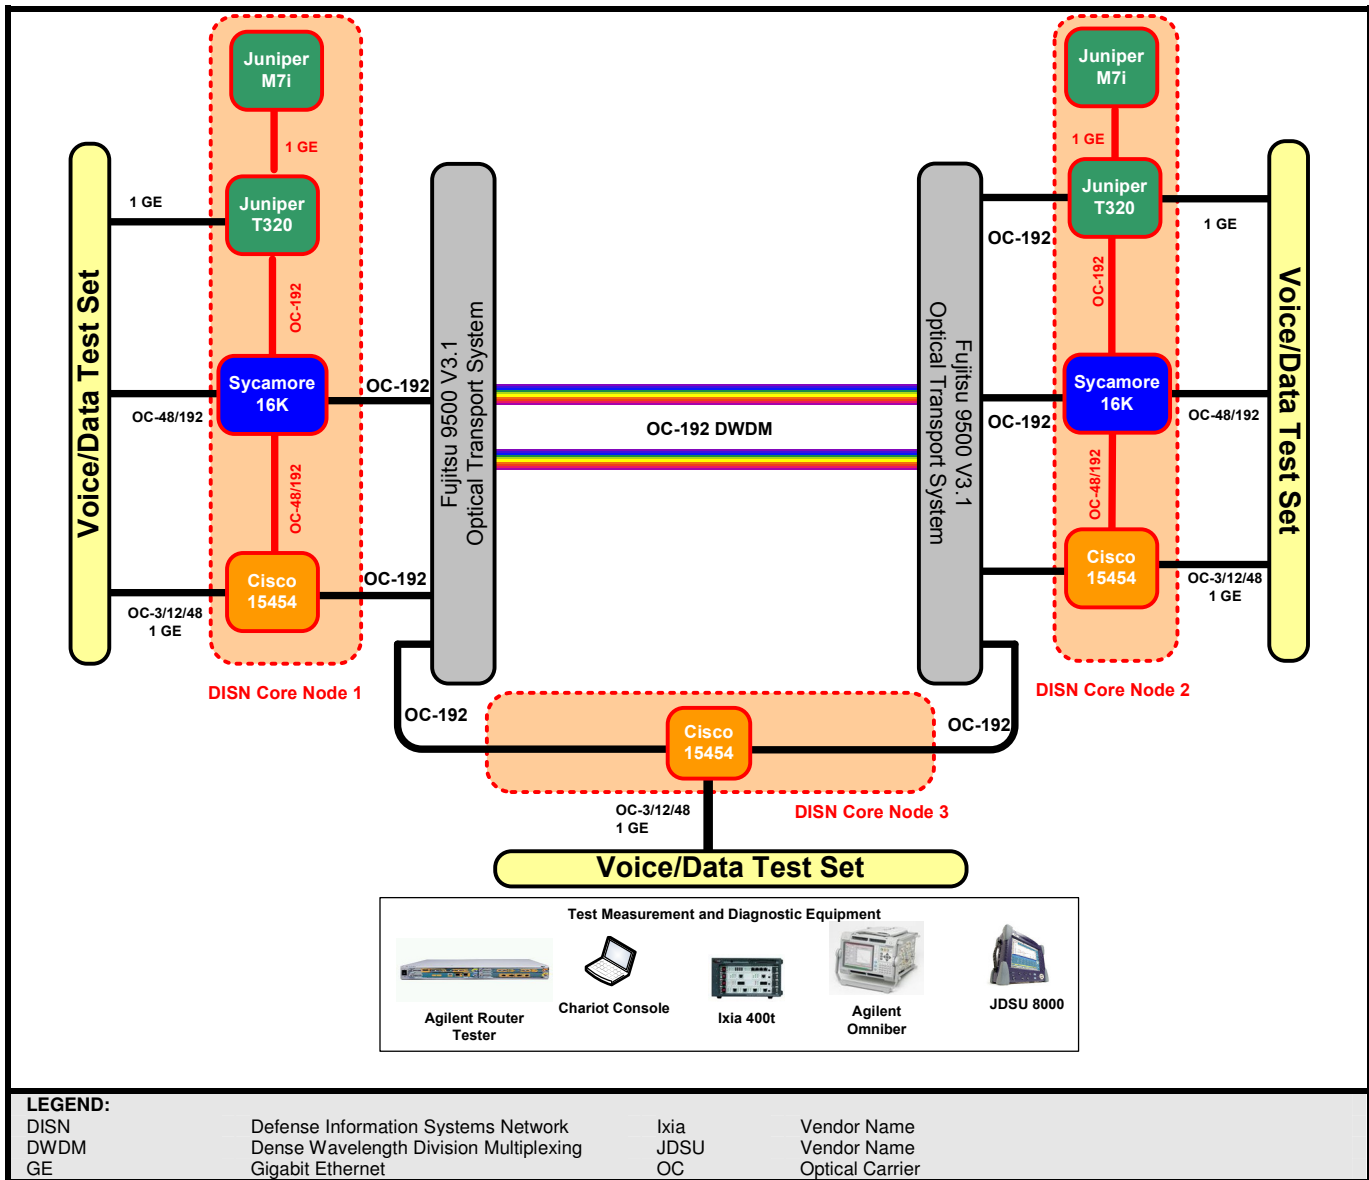 Juniper
M7i
Juniper
M7i
1 GE
1 GE
1 GE
Juniper
T320
Juniper
T320
1 GE
OC-192
OC-192
OC-192
Voice/Data Test Set
Fujitsu 9500 V3.1
Optical Transport System
Fujitsu 9500 V3.1
Optical Transport System
Voice/Data Test Set
Sycamore
16K
OC-192
OC-48/192
OC-192 DWDM
OC-192
Sycamore
16K
OC-48/192
OC-48/192
OC-48/192
Cisco
15454
OC-192
OC-3/12/48
1 GE
Cisco
15454
OC-3/12/48
1 GE
DISN Core Node 1
DISN Core Node 2
OC-192
Cisco
15454
OC-192
DISN Core Node 3
OC-3/12/48
1 GE
Voice/Data Test Set
Test Measurement and Diagnostic Equipment
Agilent Router
Tester
Chariot Console
Ixia 400t
Agilent
Omniber
JDSU 8000
LEGEND:
DISN Defense Information Systems Network Ixia Vendor Name
DWDM Dense Wavelength Division Multiplexing JDSU Vendor Name
GE Gigabit Ethernet OC Optical Carrier